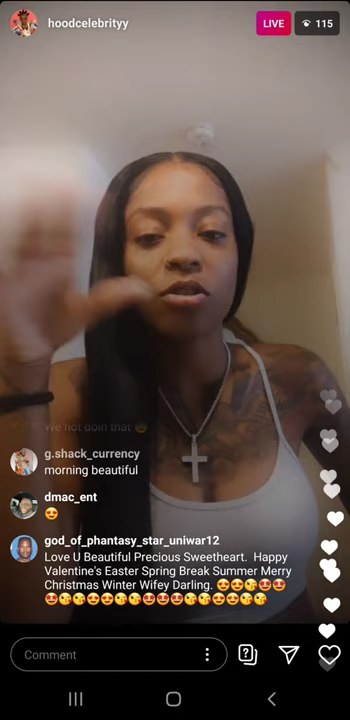 hoodcelebrityy
LIVE
115
We not doin that 😩
g.shack_currency
morning beautiful
dmac_ent
😍
god_of_phantasy_star_uniwar12
Love U Beautiful Precious Sweetheart.  Happy
Valentine's Easter Spring Break Summer Merry
Christmas Winter Wifey Darling. 😍😍😘😍😍
😍😘😘😍😍😘😘😍😍😍😘😘😍😍😘😘
Comment